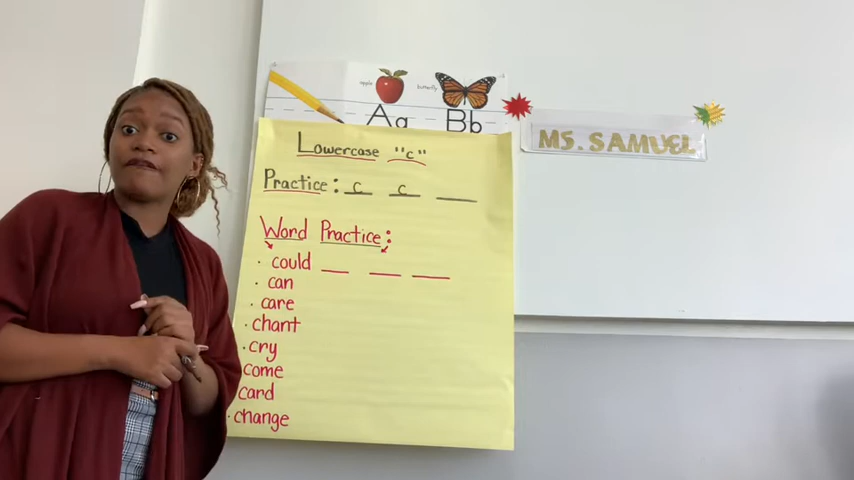 apple
butterfly
Aa Bb
MS. SAMUEL
Lowercase "c"
Practice: c c
Word Practice:
· could
· can
· care
· chant
· cry
· come
· card
· change